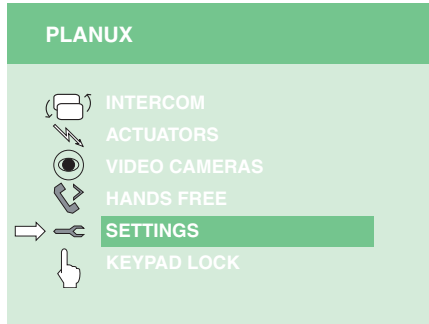 PLANUX
INTERCOM
ACTUATORS
VIDEO CAMERAS
HANDS FREE
SETTINGS
KEYPAD LOCK